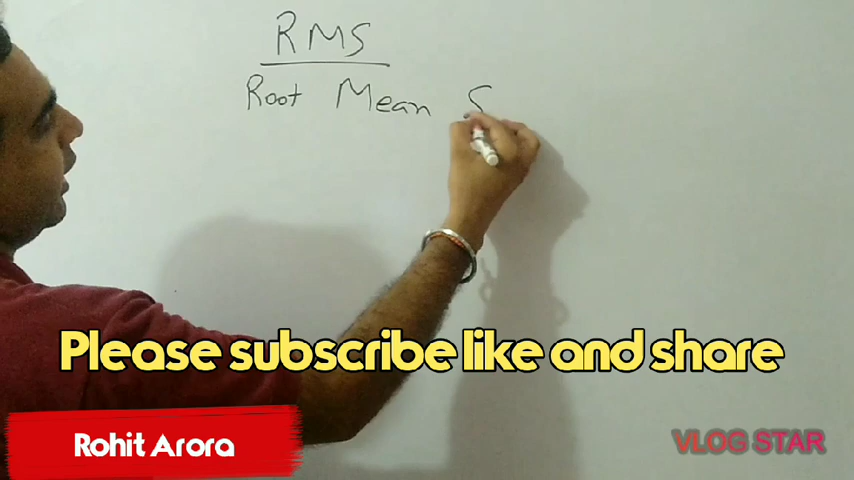 RMS
Root Mean S
Please subscribe like and share
Rohit Arora
VLOG STAR